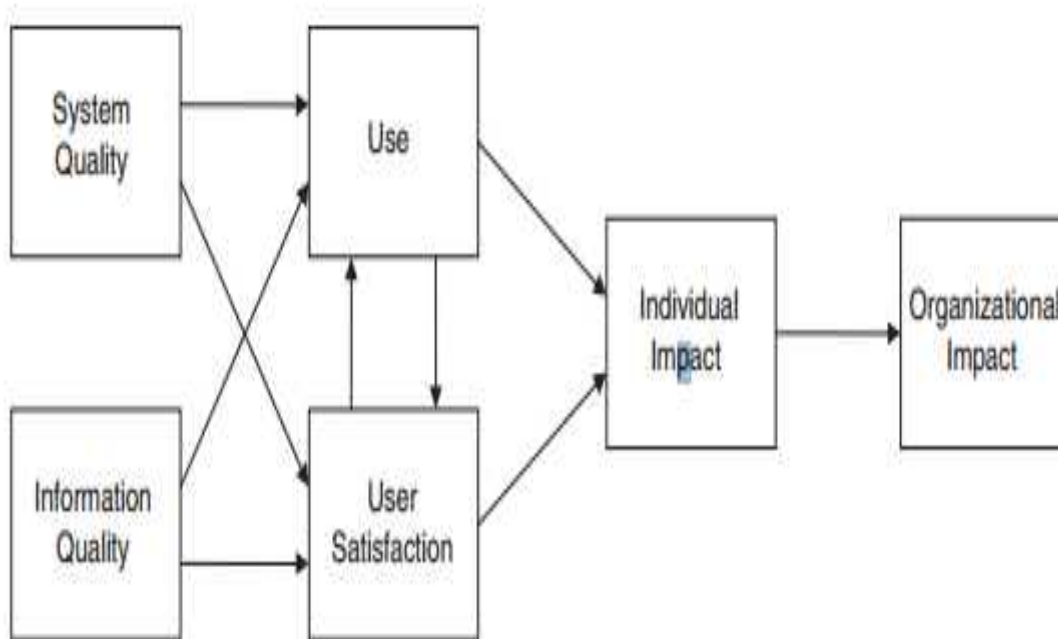 System
Quality
Use
Individual
Impact
Organizational
Impact
Information
Quality
User
Satisfaction